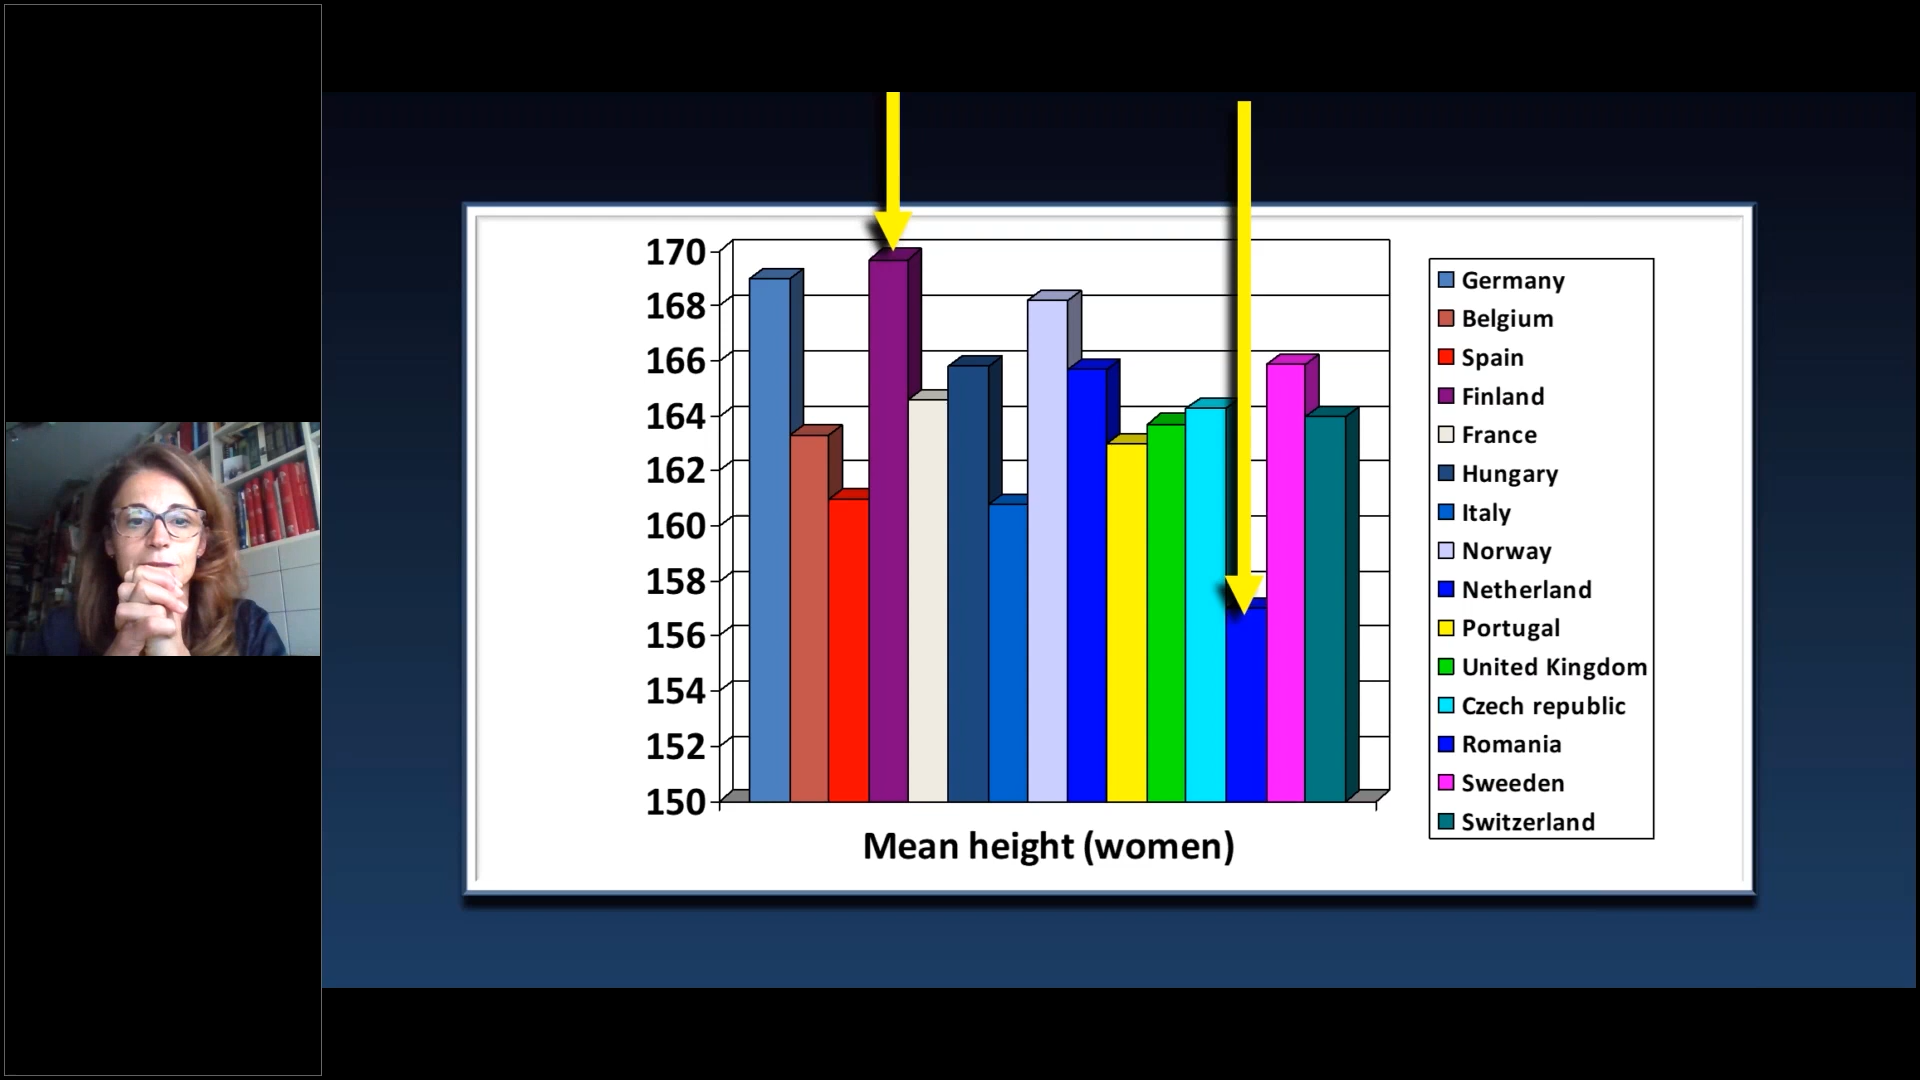 170
168
166
164
162
160
158
156
154
152
150
Mean height (women)
Germany
Belgium
Spain
Finland
France
Hungary
Italy
Norway
Netherland
Portugal
United Kingdom
Czech republic
Romania
Sweeden
Switzerland